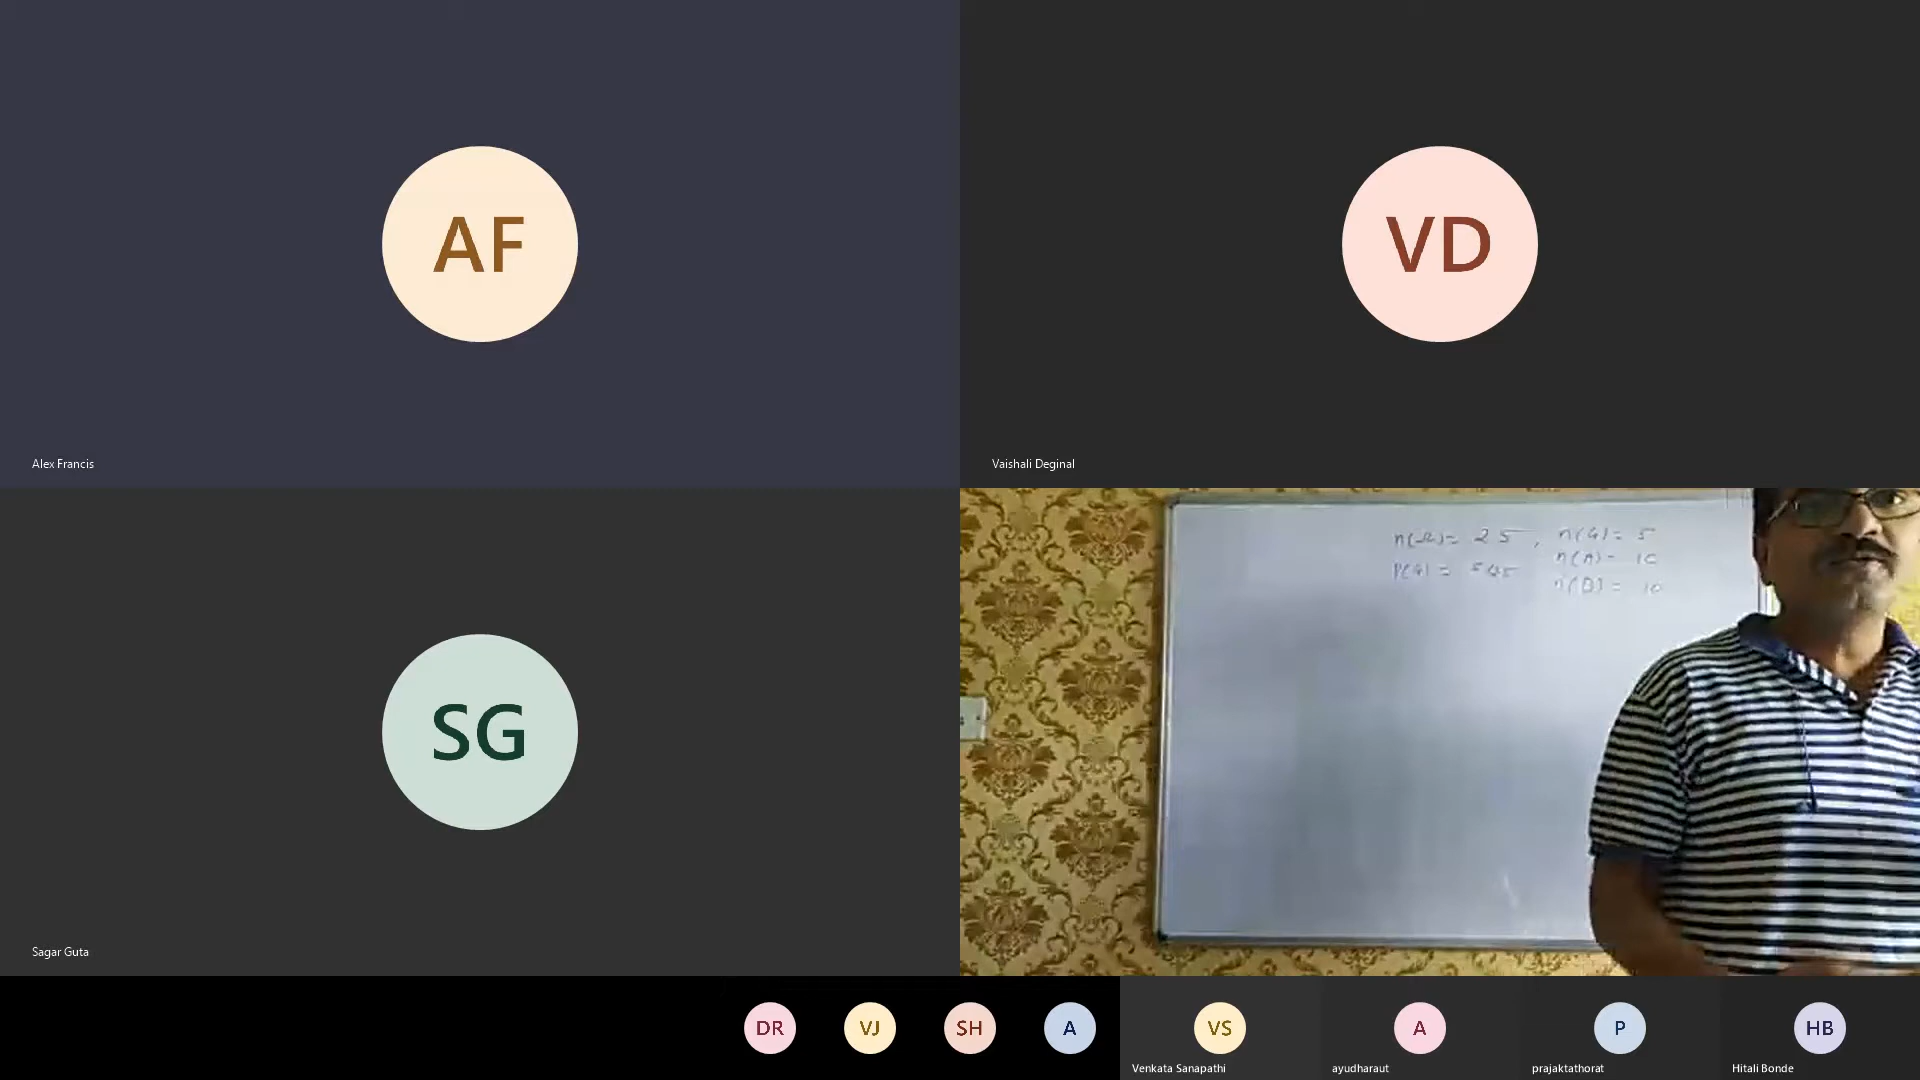 AF
Alex Francis
VD
Vaishali Deginal
SG
Sagar Guta
n(Ω)= 25, n(G)= 5
n(A)= 10
n(B)= 10
DR
VJ
SH
A
VS
Venkata Sanapathi
A
ayudharaut
P
prajaktathorat
HB
Hitali Bonde